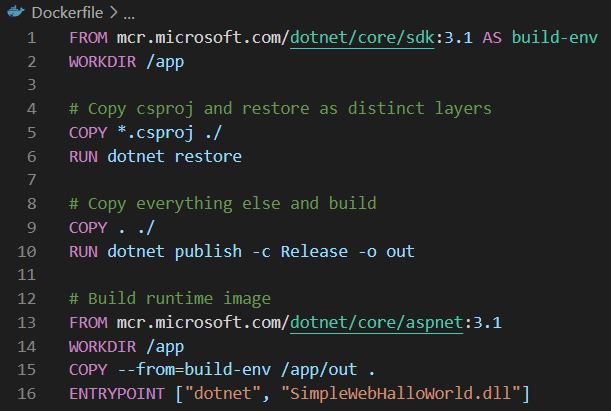 Dockerfile > ...
1 FROM mcr.microsoft.com/dotnet/core/sdk:3.1 AS build-env
2 WORKDIR /app
3
4 # Copy csproj and restore as distinct layers
5 COPY *.csproj ./
6 RUN dotnet restore
7
8 # Copy everything else and build
9 COPY . ./
10 RUN dotnet publish -c Release -o out
11
12 # Build runtime image
13 FROM mcr.microsoft.com/dotnet/core/aspnet:3.1
14 WORKDIR /app
15 COPY --from=build-env /app/out .
16 ENTRYPOINT ["dotnet", "SimpleWebHalloWorld.dll"]